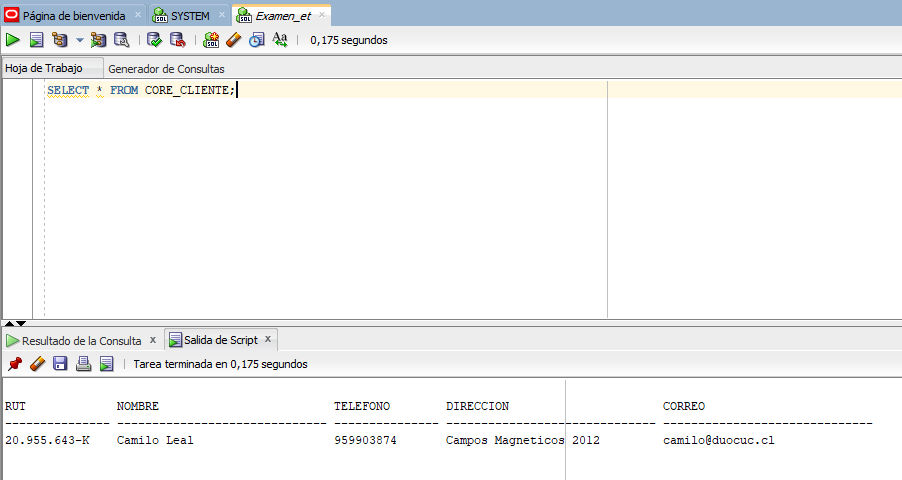 Página de bienvenida SYSTEM Examen_et
0,175 segundos
Hoja de Trabajo Generador de Consultas
SELECT * FROM CORE_CLIENTE;
Resultado de la Consulta x Salida de Script x
Tarea terminada en 0,175 segundos
RUT NOMBRE TELEFONO DIRECCION CORREO
--------------- ------------------------------ --------------- ------------------------------ ------------------------------
20.955.643-K Camilo Leal 959903874 Campos Magneticos 2012 camilo@duocuc.cl